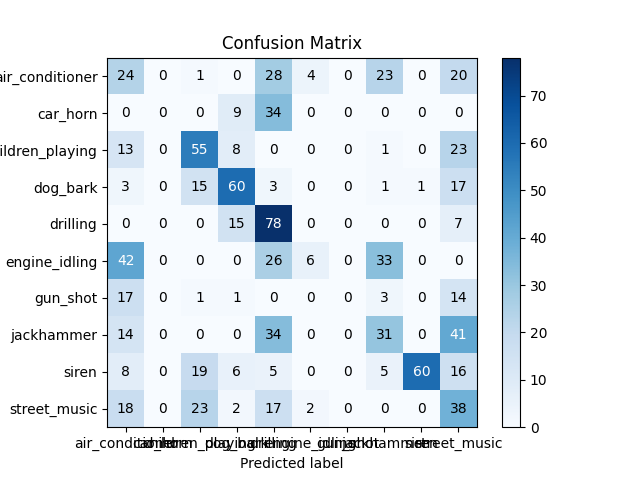 Confusion Matrix
air_conditioner 24 0 1 0 28 4 0 23 0 20
car_horn 0 0 0 9 34 0 0 0 0 0
ildren_playing 13 0 55 8 0 0 0 1 0 23
dog_bark 3 0 15 60 3 0 0 1 1 17
drilling 0 0 0 15 78 0 0 0 0 7
engine_idling 42 0 0 0 26 6 0 33 0 0
gun_shot 17 0 1 1 0 0 0 3 0 14
jackhammer 14 0 0 0 34 0 0 31 0 41
siren 8 0 19 6 5 0 0 5 60 16
street_music 18 0 23 2 17 2 0 0 0 38
street_music
Predicted label
70
60
50
40
30
20
10
0